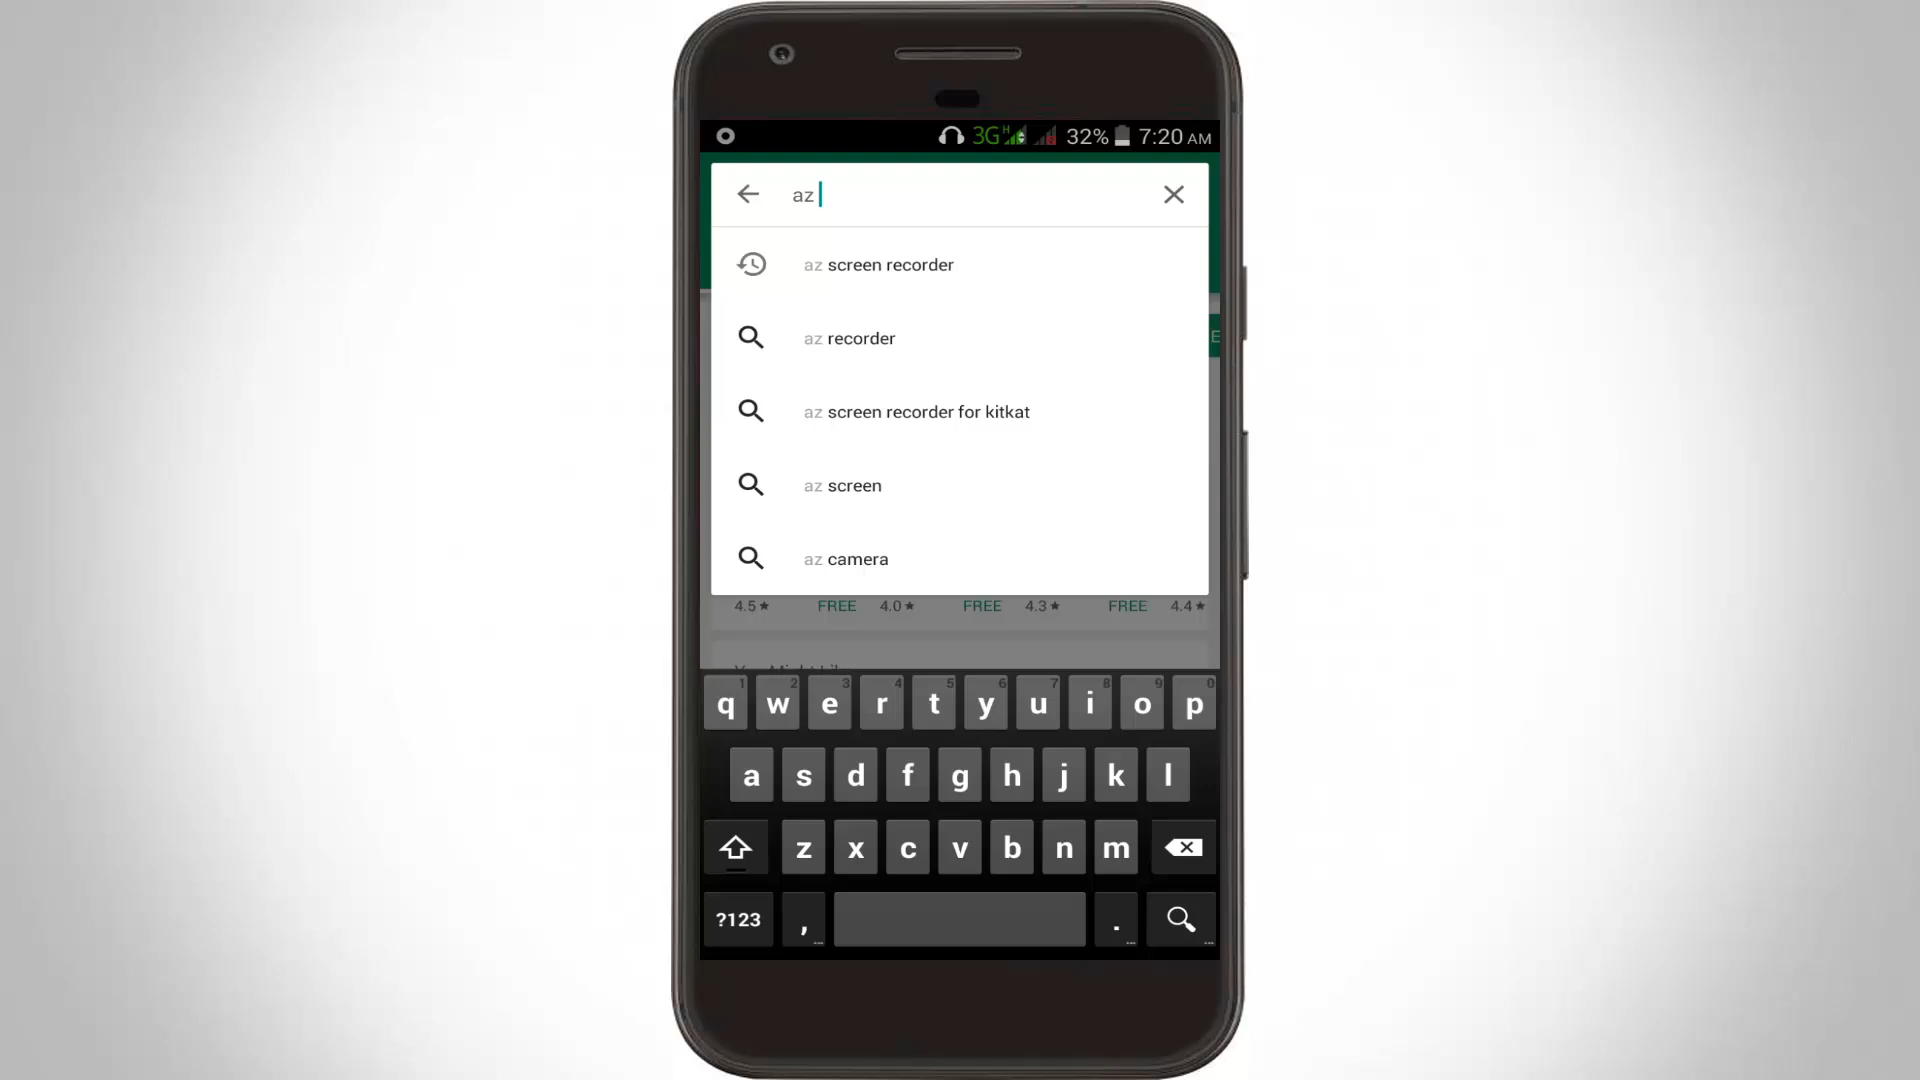 3G H 32% 7:20 AM
az
az screen recorder
az recorder
E
az screen recorder for kitkat
az screen
az camera
4.5★ FREE 4.0★ FREE 4.3★ FREE 4.4★
1 2 3 4 5 6 7 8 9 0
q w e r t y u i o p
a s d f g h j k l
z x c v b n m
?123 , ... . ... ...